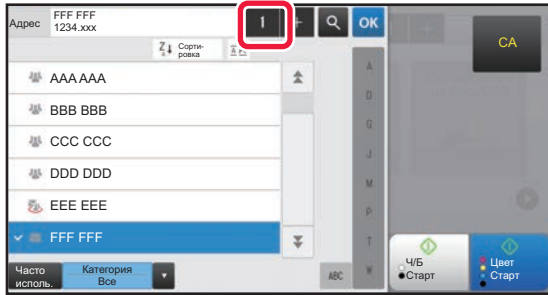 Адрес
FFF FFF
1234.xxx
1
+
OK
CA
Z
Сорти-
ровка
AAA AAA
BBB BBB
CCC CCC
DDD DDD
EEE EEE
FFF FFF
A
D
G
J
M
P
T
W
ABC
Часто
исполь.
Категория
Все
Ч/Б
Старт
Цвет
Старт